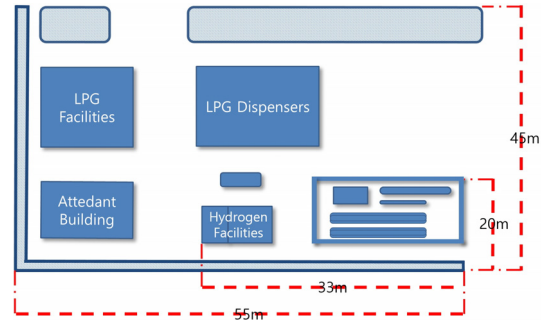 LPG
Facilities
LPG Dispensers
45m
Attedant
Building
Hydrogen
Facilities
20m
33m
55m